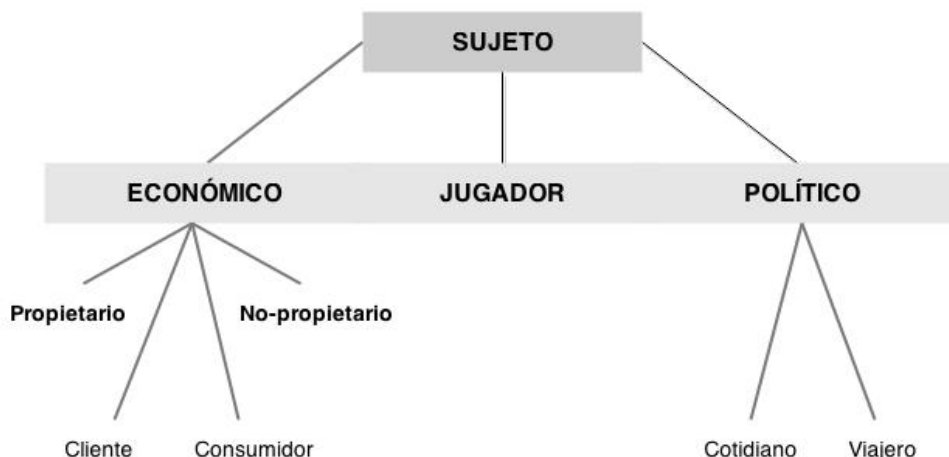 SUJETO
ECONÓMICO JUGADOR POLÍTICO
Propietario No-propietario
Cliente Consumidor Cotidiano Viajero